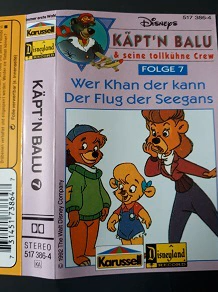 Disney's
517 386-4
KÄPT'N BALU
& seine tollkühne Crew
FOLGE 7
Wer Khan der kann
Der Flug der Seegans
Karussell
Disneyland
KÄPT'N BALU
7
STEREO
517 386-4
© 1992 The Walt Disney Company
Karussell
Disneyland